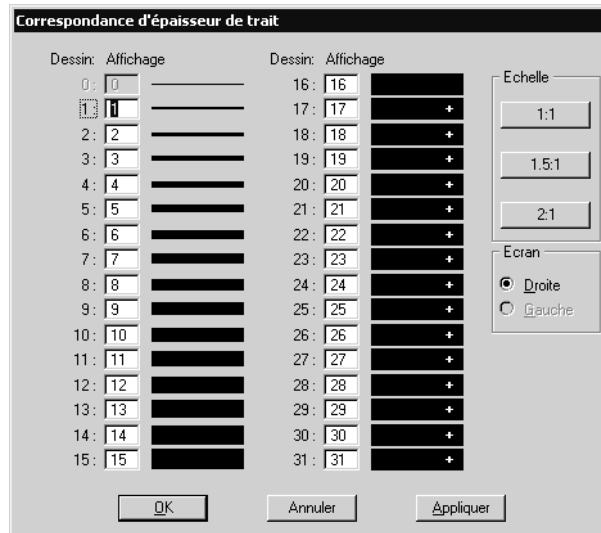 Correspondance d'épaisseur de trait
Dessin: Affichage
0: 0
1: 1
2: 2
3: 3
4: 4
5: 5
6: 6
7: 7
8: 8
9: 9
10: 10
11: 11
12: 12
13: 13
14: 14
15: 15
Dessin: Affichage
16: 16
17: 17 +
18: 18 +
19: 19 +
20: 20 +
21: 21 +
22: 22 +
23: 23 +
24: 24 +
25: 25 +
26: 26 +
27: 27 +
28: 28 +
29: 29 +
30: 30 +
31: 31 +
Echelle
1:1
1.5:1
2:1
Ecran
Droite
Gauche
OK Annuler Appliquer